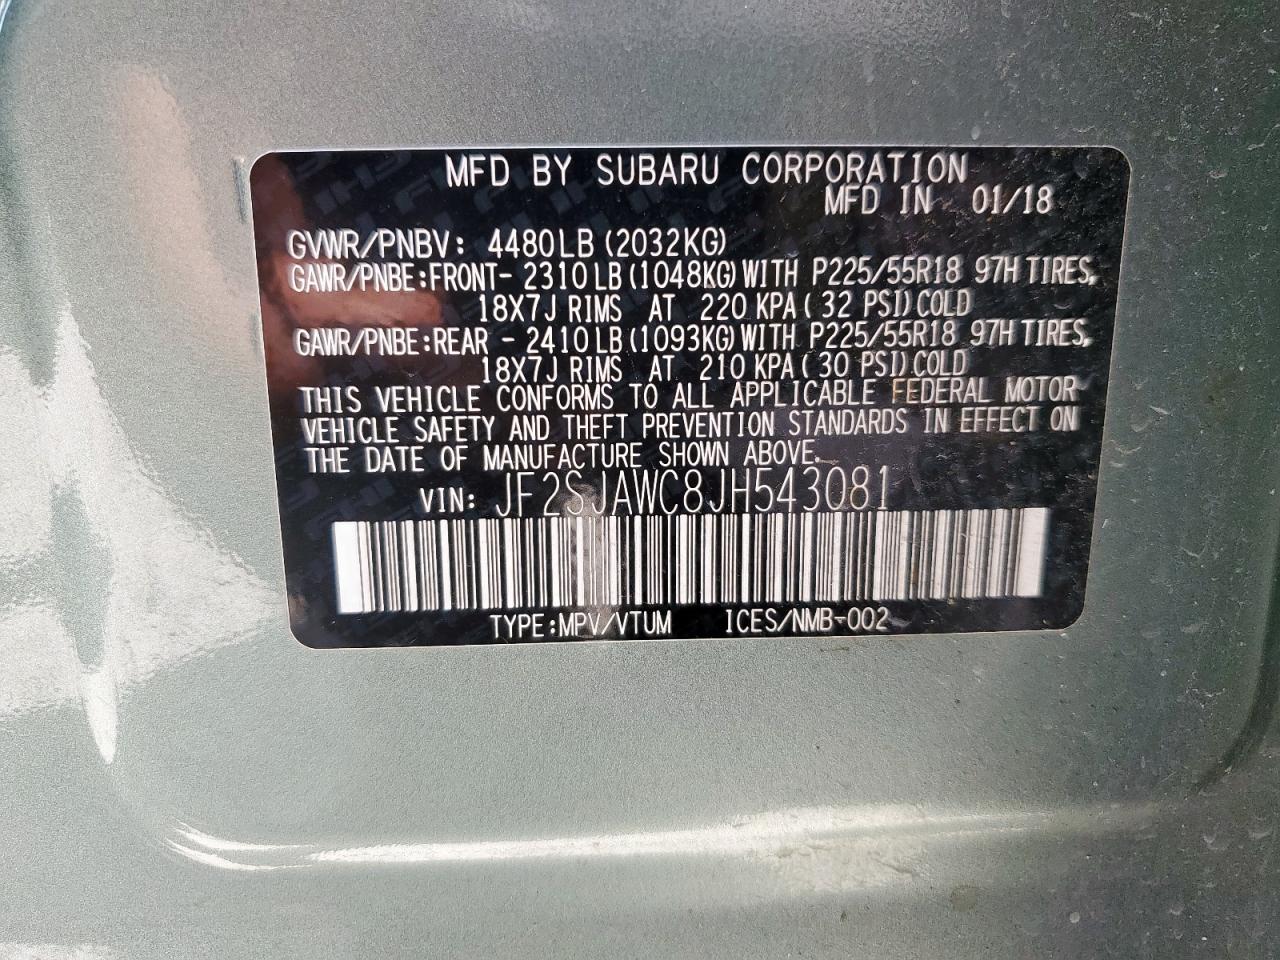 MFD BY SUBARU CORPORATION
MFD IN 01/18
GVWR/PNBV: 4480LB (2032KG)
GAWR/PNBE:FRONT- 2310LB (1048KG) WITH P225/55R18 97H TIRES,
18X7J RIMS AT 220 KPA (32 PSI) COLD
GAWR/PNBE:REAR - 2410LB (1093KG) WITH P225/55R18 97H TIRES,
18X7J RIMS AT 210 KPA (30 PSI) COLD
THIS VEHICLE CONFORMS TO ALL APPLICABLE FEDERAL MOTOR
VEHICLE SAFETY AND THEFT PREVENTION STANDARDS IN EFFECT ON
THE DATE OF MANUFACTURE SHOWN ABOVE.
VIN: JF2SJAWC8JH543081
TYPE:MPV/VTUM ICES/NMB-002